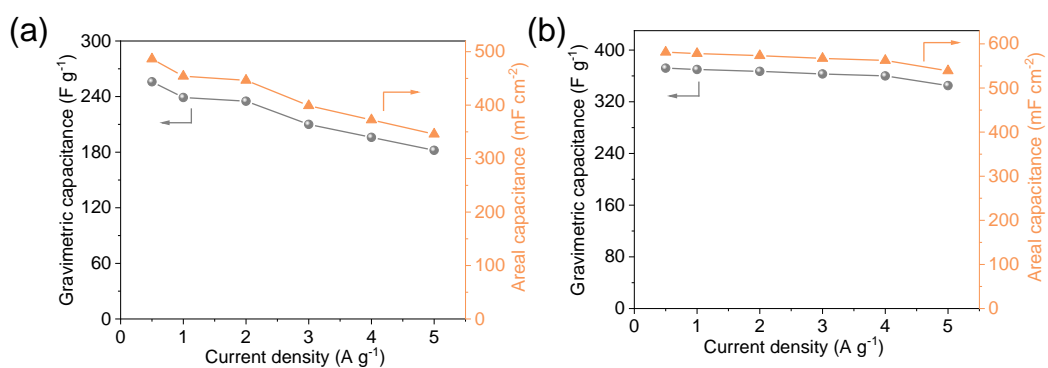 (a)
Gravimetric capacitance (F g⁻¹)
300
240
180
120
60
0
0 1 2 3 4 5
Current density (A g⁻¹)
500
400
300
200
100
0
Areal capacitance (mF cm⁻²)
(b)
Gravimetric capacitance (F g⁻¹)
400
320
240
160
80
0
0 1 2 3 4 5
Current density (A g⁻¹)
600
500
400
300
200
100
0
Areal capacitance (mF cm⁻²)